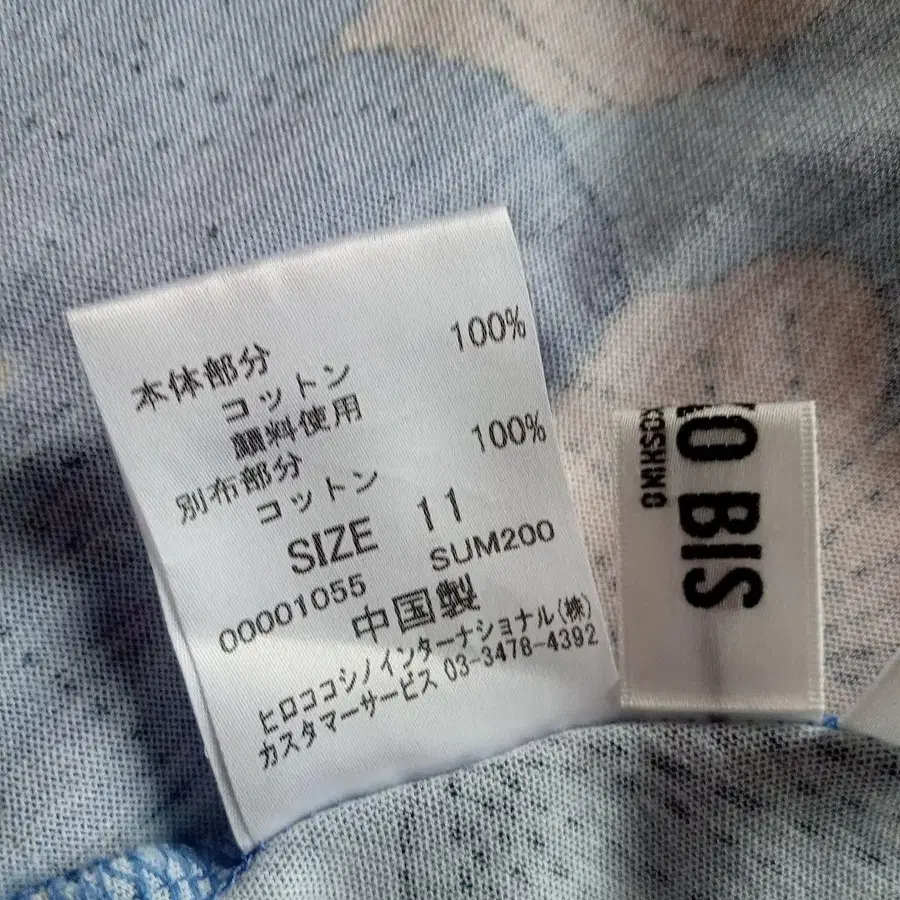 本体部分
コットン 100%
顔料使用
別布部分
コットン 100%
SIZE 11
00001055 SUM200
中国製
ヒロココシノインターナショナル(株)
カスタマーサービス 03-3478-4392
KO BIS
KOSHINO